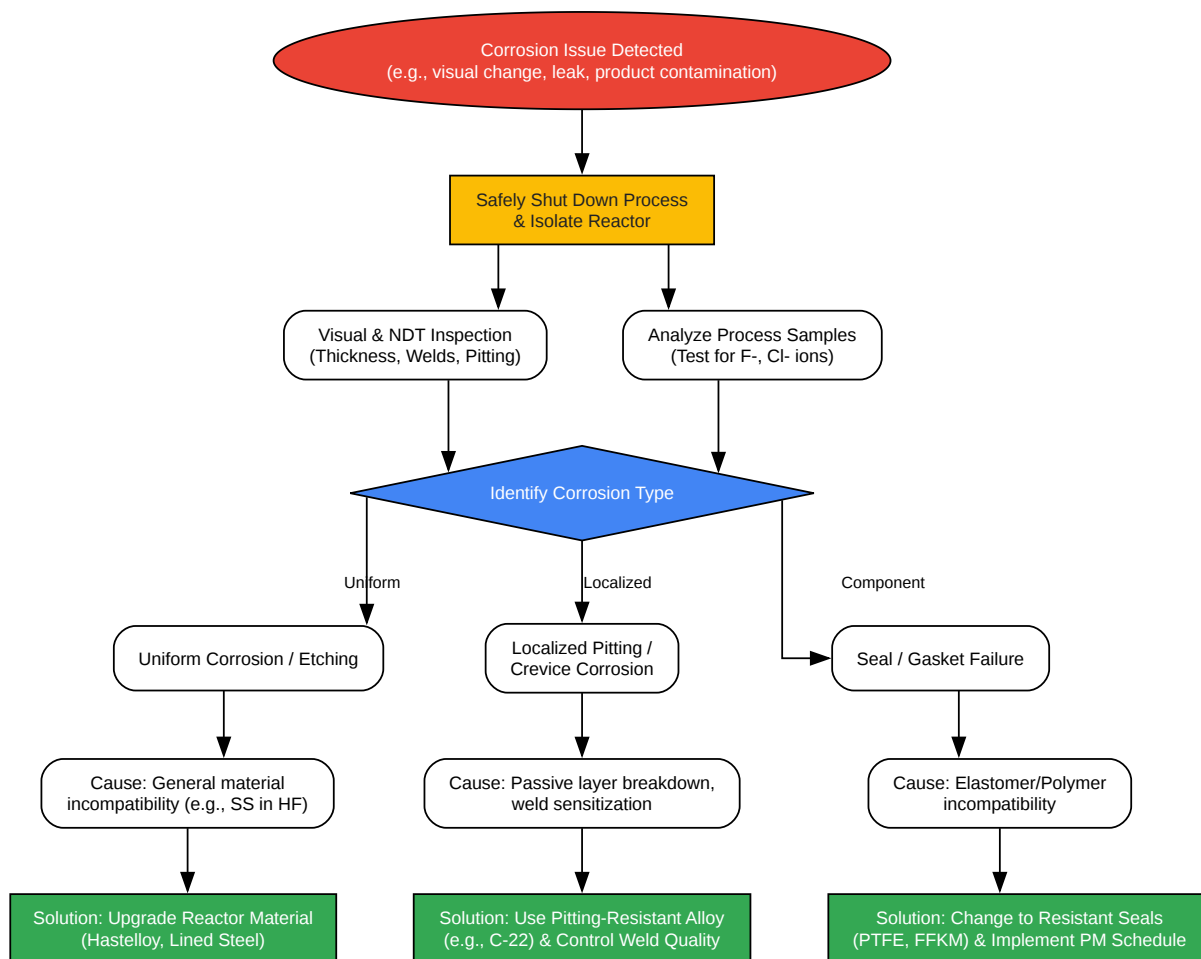 Corrosion Issue Detected
(e.g., visual change, leak, product contamination)
Safely Shut Down Process
& Isolate Reactor
Visual & NDT Inspection
(Thickness, Welds, Pitting)
Analyze Process Samples
(Test for F-, Cl- ions)
Identify Corrosion Type
Uniform
Localized
Component
Uniform Corrosion / Etching
Localized Pitting /
Crevice Corrosion
Seal / Gasket Failure
Cause: General material
incompatibility (e.g., SS in HF)
Cause: Passive layer breakdown,
weld sensitization
Cause: Elastomer/Polymer
incompatibility
Solution: Upgrade Reactor Material
(Hastelloy, Lined Steel)
Solution: Use Pitting-Resistant Alloy
(e.g., C-22) & Control Weld Quality
Solution: Change to Resistant Seals
(PTFE, FFKM) & Implement PM Schedule